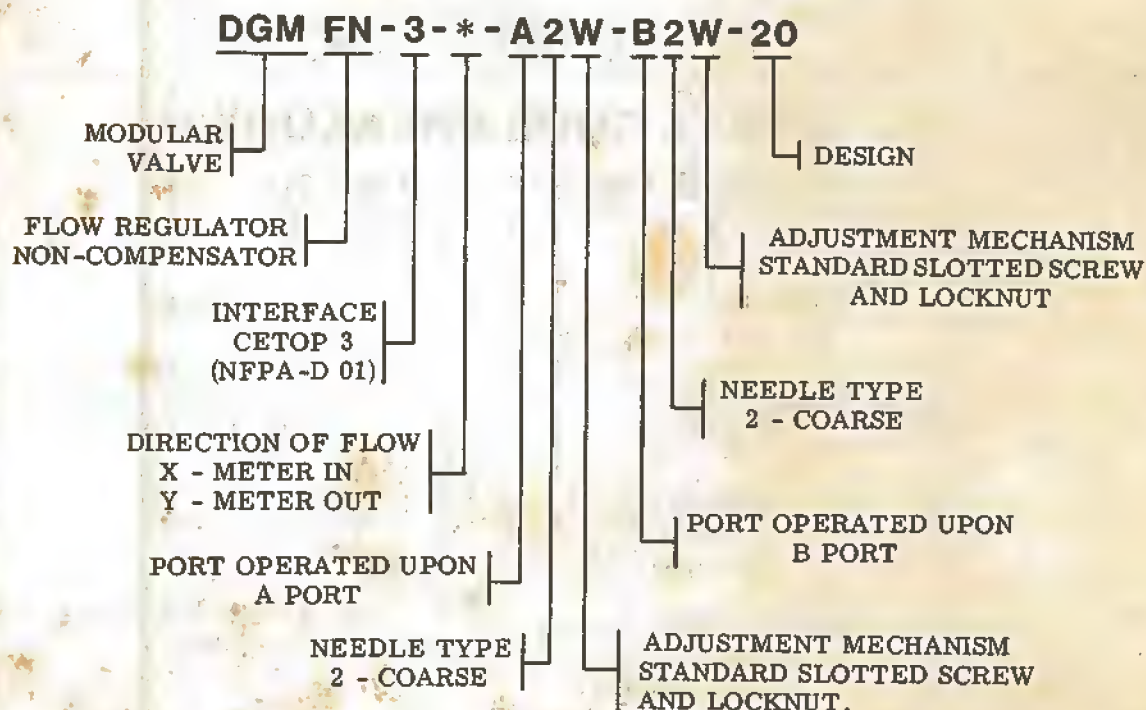 DGM FN-3-*-A2W-B2W-20
MODULAR
VALVE
DESIGN
FLOW REGULATOR
NON-COMPENSATOR
ADJUSTMENT MECHANISM
STANDARD SLOTTED SCREW
AND LOCKNUT
INTERFACE
CETOP 3
(NFPA-D 01)
NEEDLE TYPE
2 - COARSE
DIRECTION OF FLOW
X - METER IN
Y - METER OUT
PORT OPERATED UPON
B PORT
PORT OPERATED UPON
A PORT
NEEDLE TYPE
2 - COARSE
ADJUSTMENT MECHANISM
STANDARD SLOTTED SCREW
AND LOCKNUT.